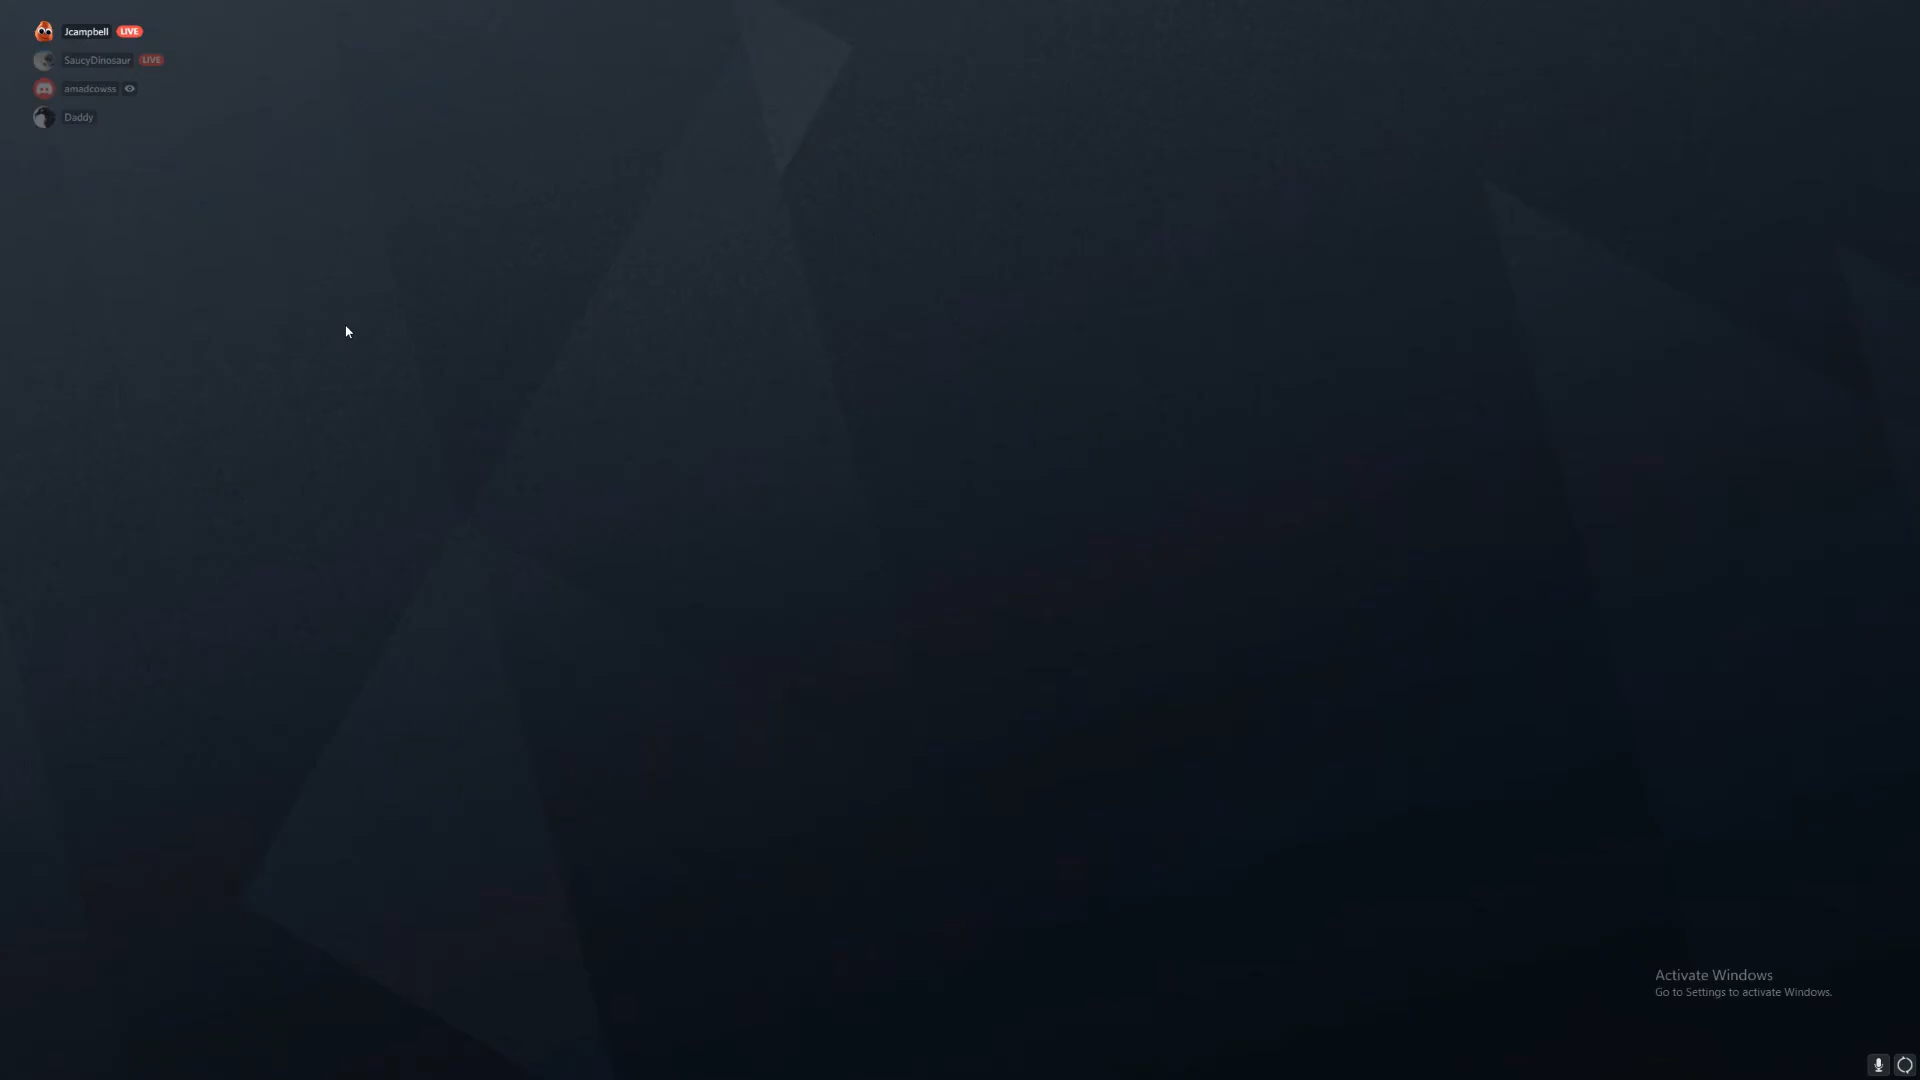 Jcampbell LIVE
SaucyDinosaur LIVE
amadcowss
Daddy
Activate Windows
Go to Settings to activate Windows.